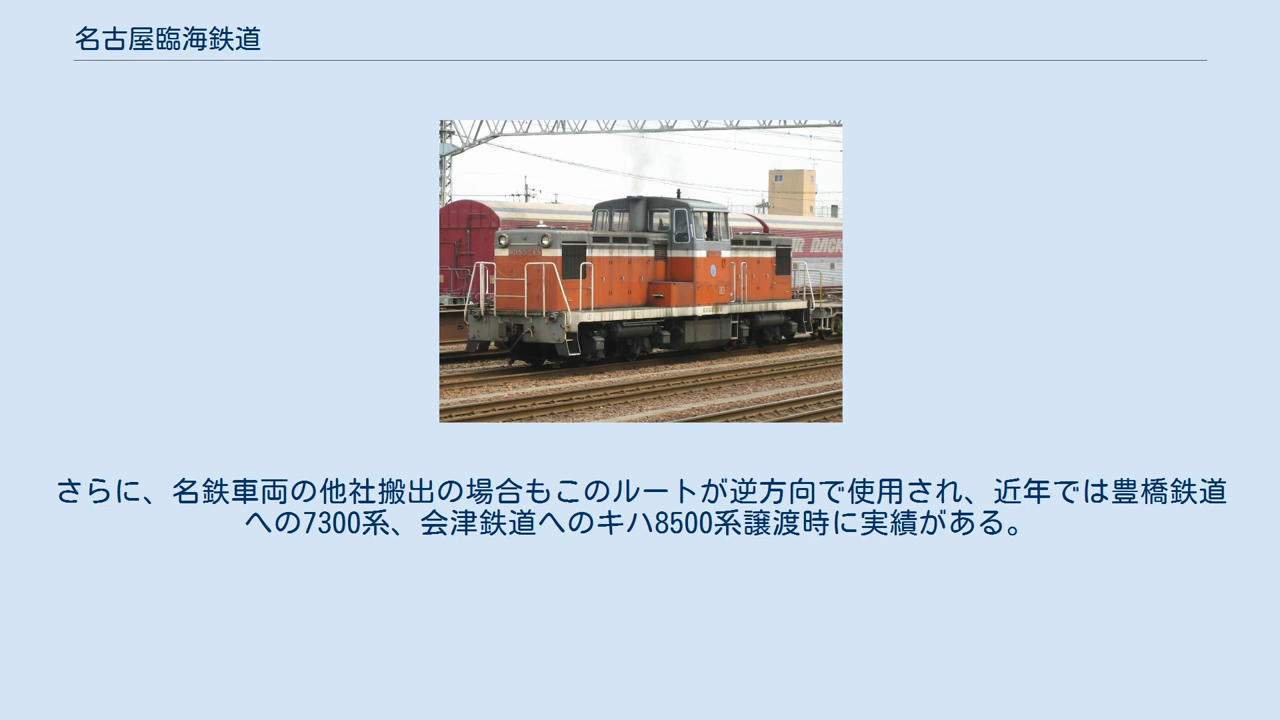 名古屋臨海鉄道
さらに、名鉄車両の他社搬出の場合もこのルートが逆方向で使用され、近年では豊橋鉄道
への7300系、会津鉄道へのキハ8500系譲渡時に実績がある。